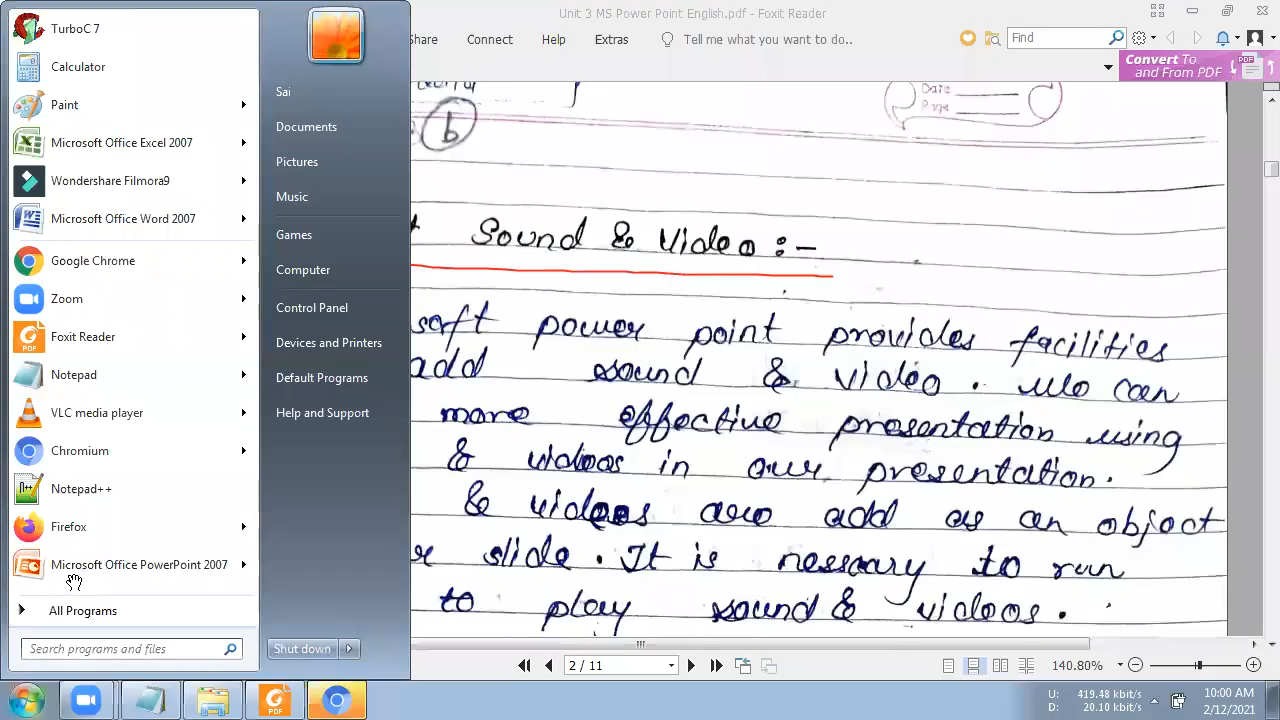 Unit 3 MS Power Point English.pdf - Foxit Reader
Share Connect Help Extras Tell me what you want to do.. Find
Convert To and From PDF PDF
TurboC 7
Calculator
Paint
Microsoft Office Excel 2007
Wondershare Filmora9
Microsoft Office Word 2007
Google Chrome
Zoom
Foxit Reader
Notepad
VLC media player
Chromium
Notepad++
Firefox
Microsoft Office PowerPoint 2007
All Programs
Search programs and files
Sai
Documents
Pictures
Music
Games
Computer
Control Panel
Devices and Printers
Default Programs
Help and Support
Shut down
Date
Page
b
Sound & Video :-
soft power point provides facilities
add sound & video. we can
more effective presentation using
& videos in our presentation.
& videos are add as an object
slide. It is nessary to run
to play sound & videos.
2 / 11
140.80%
U: 419.48 kbit/s
D: 20.10 kbit/s
10:00 AM
2/12/2021